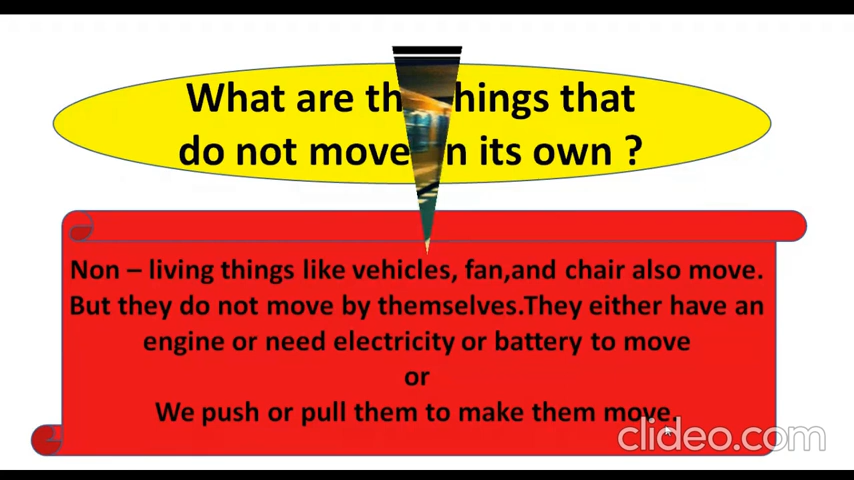 What are th hings that
do not move n its own ?
Non – living things like vehicles, fan,and chair also move.
But they do not move by themselves.They either have an
engine or need electricity or battery to move
or
We push or pull them to make them move.
clideo.com